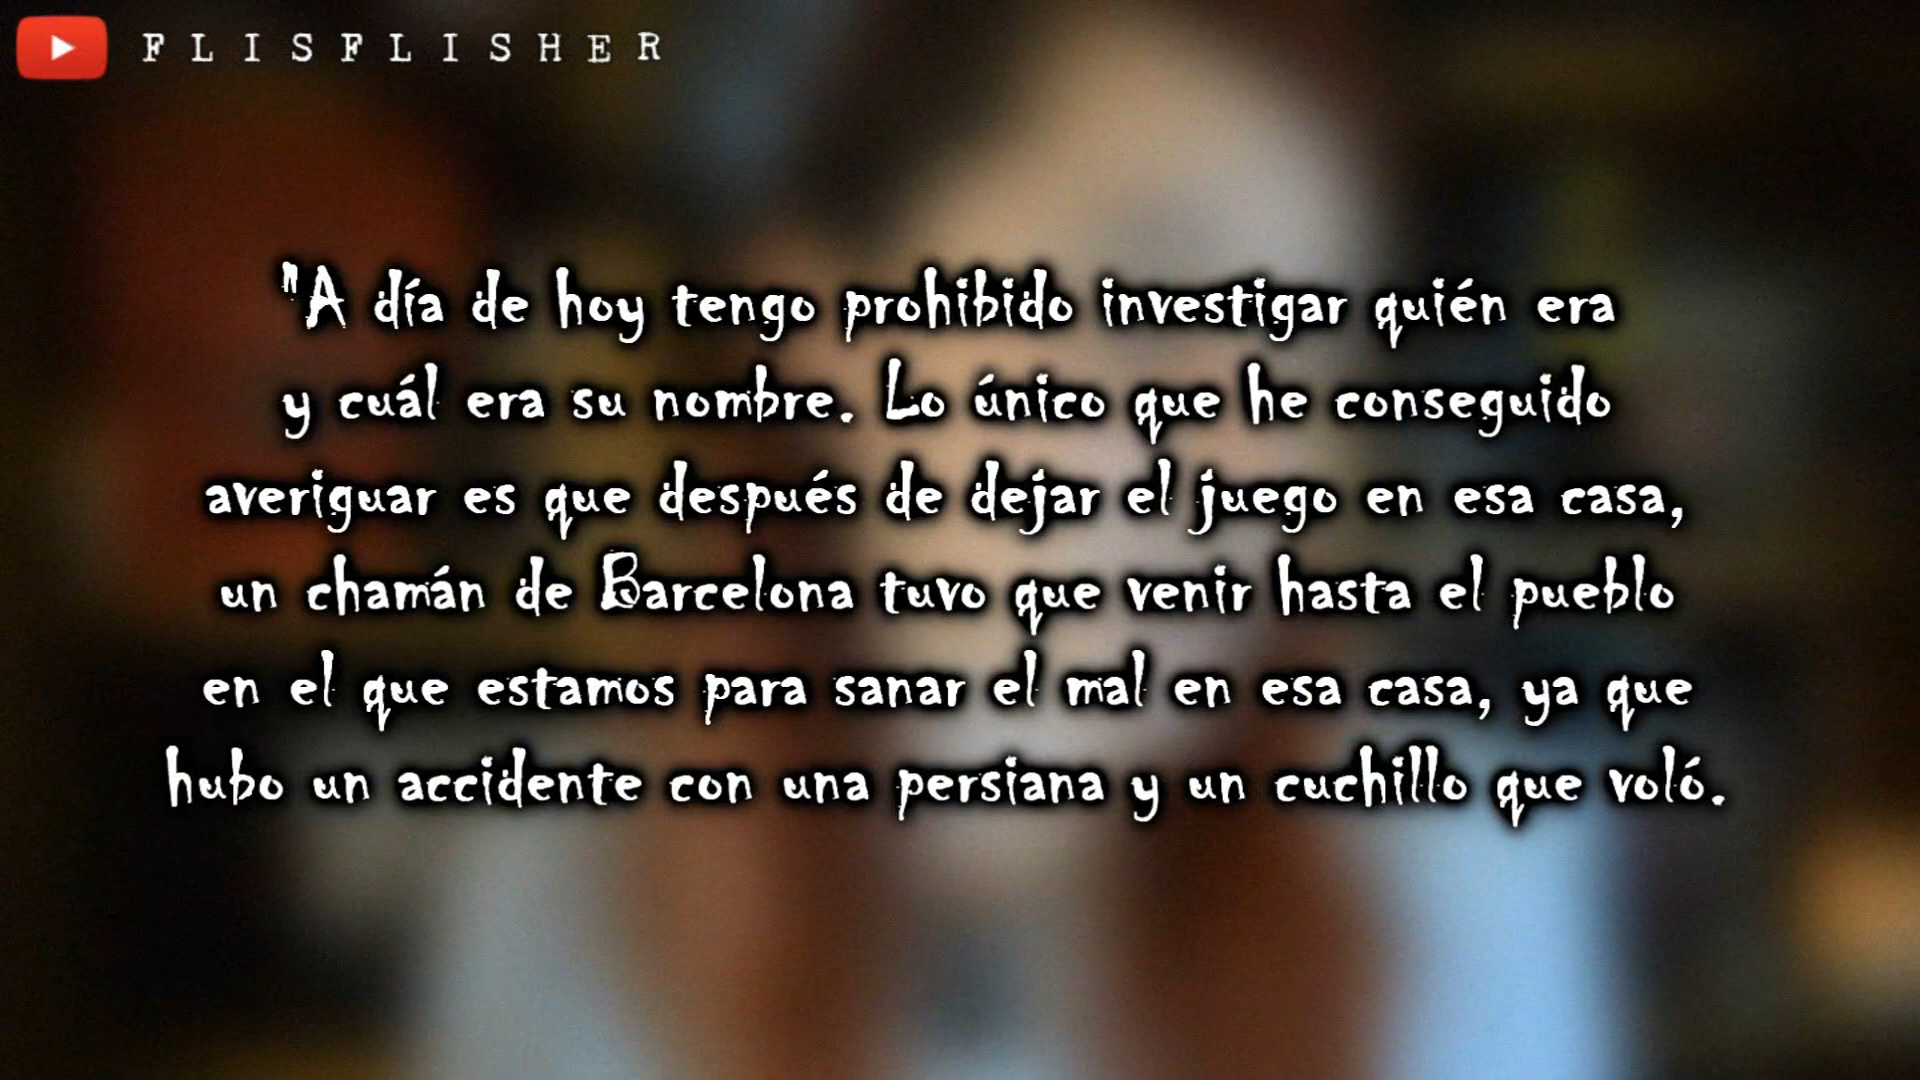 FLISFLISHER
"A día de hoy tengo prohibido investigar quién era
y cuál era su nombre. Lo único que he conseguido
averiguar es que después de dejar el juego en esa casa,
un chamán de Barcelona tuvo que venir hasta el pueblo
en el que estamos para sanar el mal en esa casa, ya que
hubo un accidente con una persiana y un cuchillo que voló.